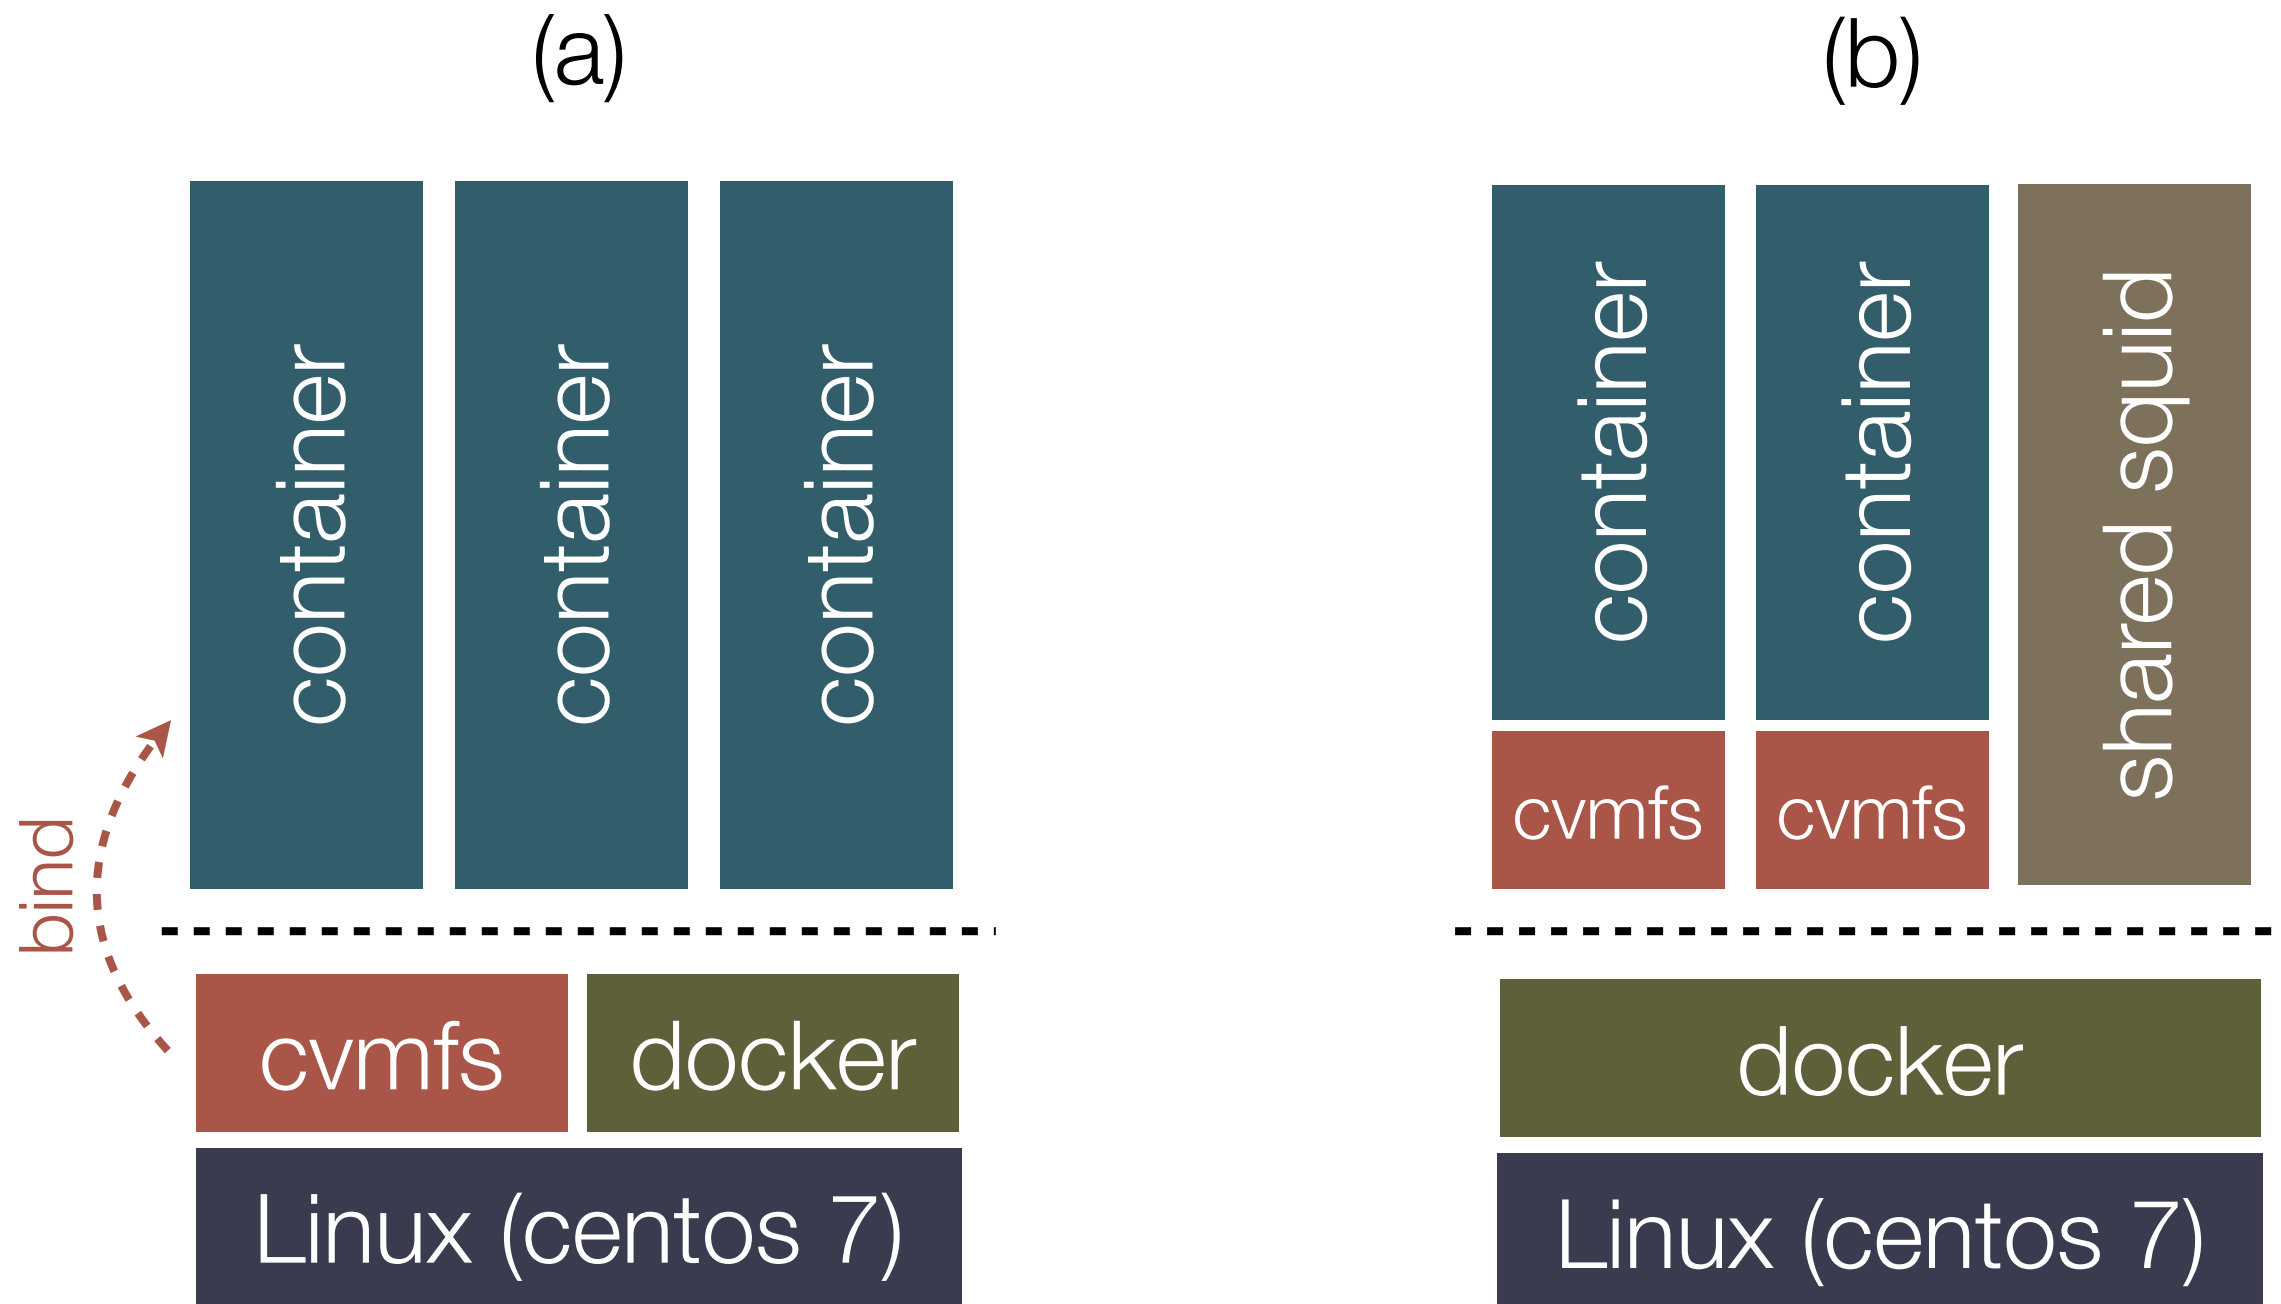 (a)
container
container
container
bind
cvmfs
docker
Linux (centos 7)
(b)
container
container
shared squid
cvmfs
cvmfs
docker
Linux (centos 7)